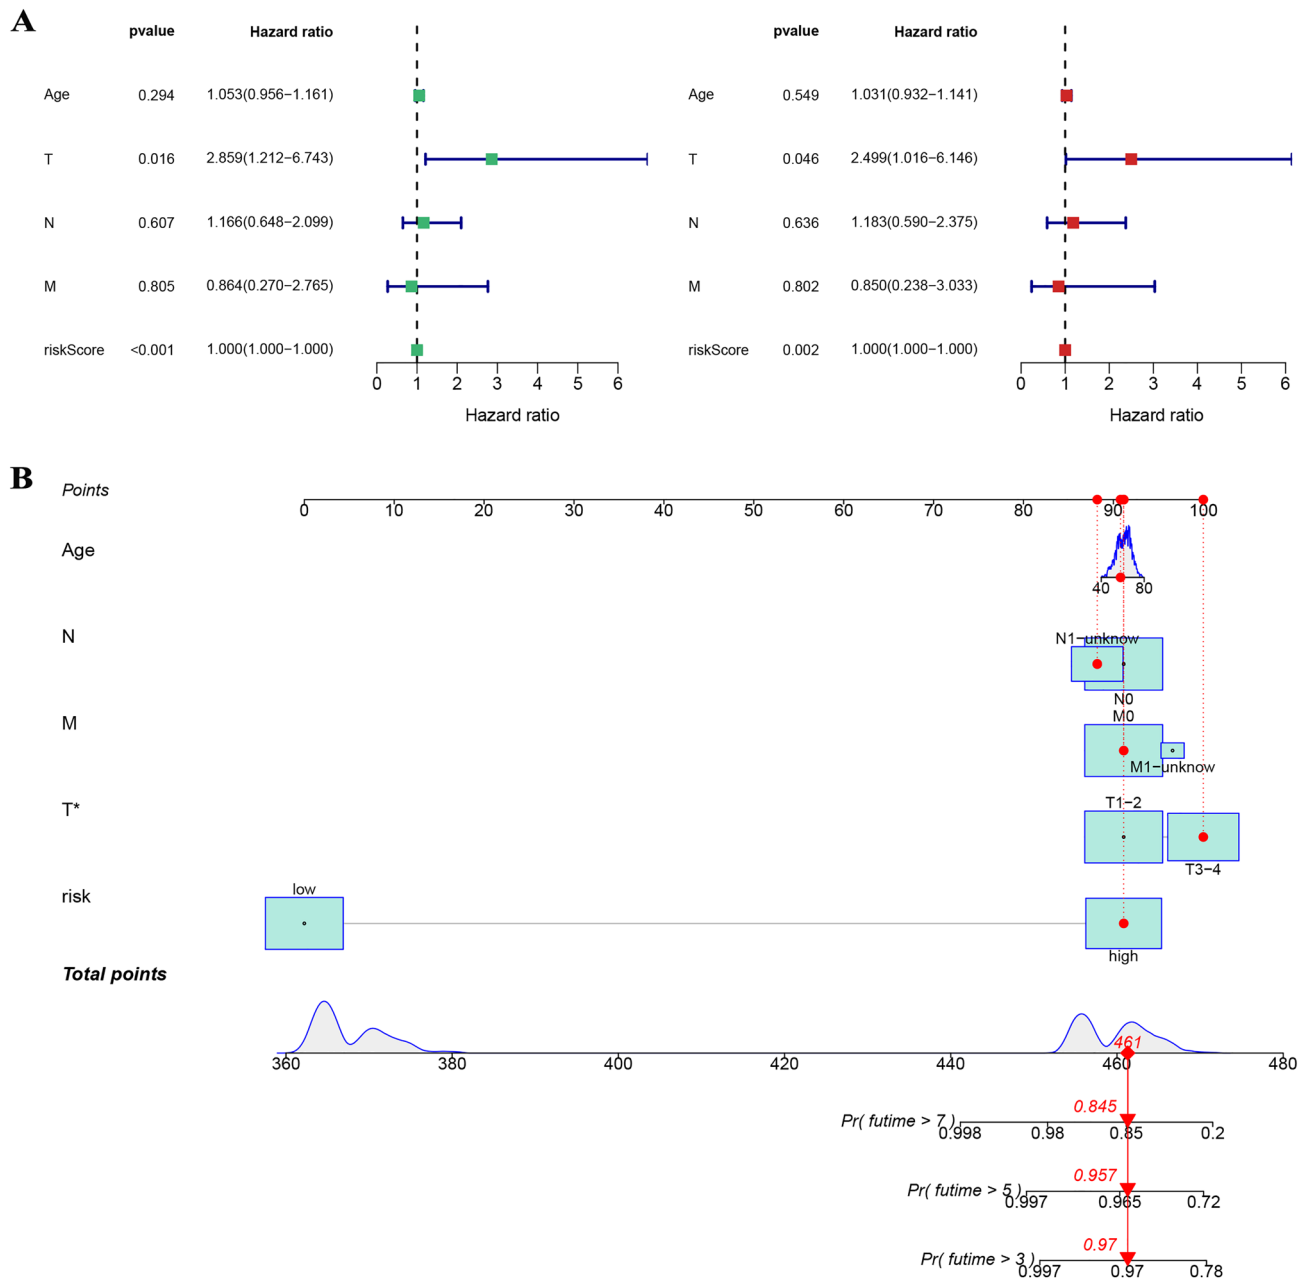 A
pvalue Hazard ratio
Age 0.294 1.053(0.956−1.161)
T 0.016 2.859(1.212−6.743)
N 0.607 1.166(0.648−2.099)
M 0.805 0.864(0.270−2.765)
riskScore <0.001 1.000(1.000−1.000)
0 1 2 3 4 5 6
Hazard ratio
pvalue Hazard ratio
Age 0.549 1.031(0.932−1.141)
T 0.046 2.499(1.016−6.146)
N 0.636 1.183(0.590−2.375)
M 0.802 0.850(0.238−3.033)
riskScore 0.002 1.000(1.000−1.000)
0 1 2 3 4 5 6
Hazard ratio
B
Points
0 10 20 30 40 50 60 70 80 90 100
Age
40 80
N
N1−unknow
N0
M
M0
M1−unknow
T*
T1−2
T3−4
risk
low
high
Total points
461
360 380 400 420 440 460 480
0.845
Pr( futime > 7 )
0.998 0.98 0.85 0.2
0.957
Pr( futime > 5 )
0.997 0.965 0.72
0.97
Pr( futime > 3 )
0.997 0.97 0.78